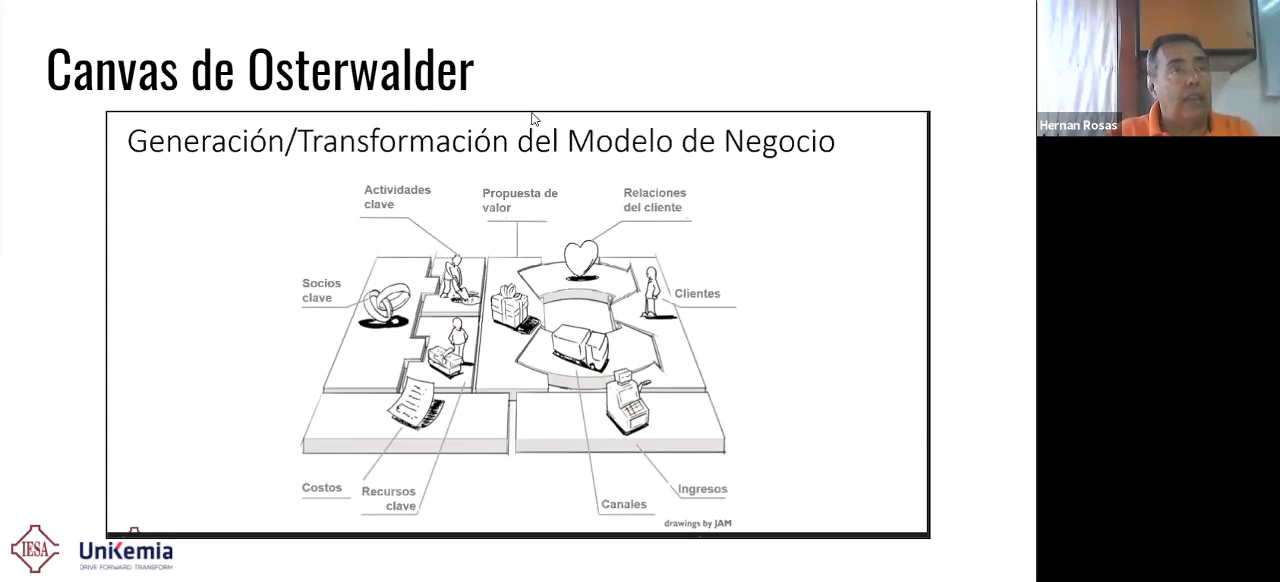 Canvas de Osterwalder
Generación/Transformación del Modelo de Negocio
Actividades
clave
Propuesta de
valor
Relaciones
del cliente
Socios
clave
Clientes
Costos
Recursos
clave
Canales
Ingresos
drawings by JAM
IESA
UniKemia
DRIVE FORWARD TRANSFORM
Hernan Rosas